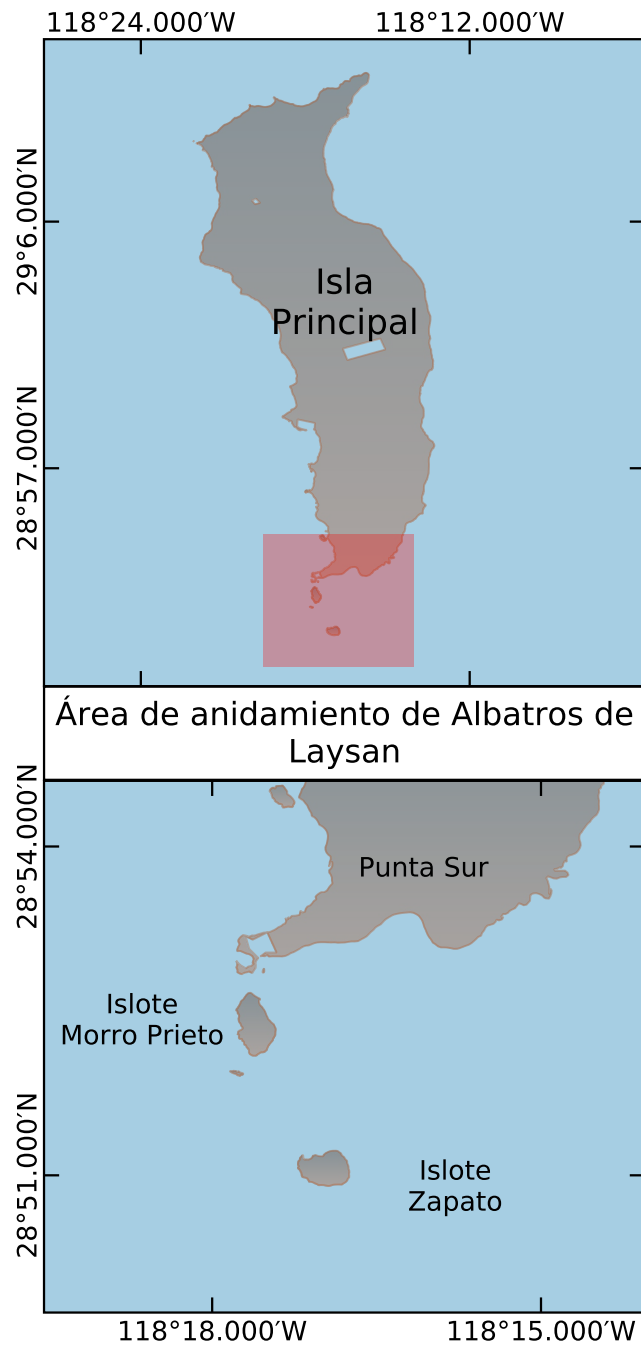 118°24.000′W
118°12.000′W
29°6.000′N
Isla
Principal
28°57.000′N
Área de anidamiento de Albatros de
Laysan
28°54.000′N
Punta Sur
Islote
Morro Prieto
28°51.000′N
Islote
Zapato
118°18.000′W
118°15.000′W